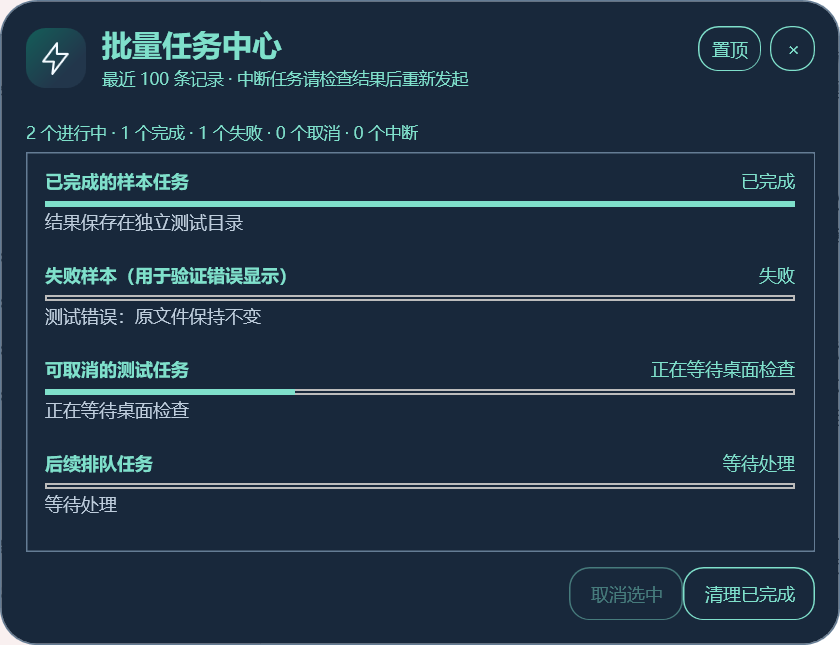 批量任务中心
最近 100 条记录 · 中断任务请检查结果后重新发起
置顶
×
2 个进行中 · 1 个完成 · 1 个失败 · 0 个取消 · 0 个中断
已完成的样本任务 已完成
结果保存在独立测试目录
失败样本（用于验证错误显示） 失败
测试错误：原文件保持不变
可取消的测试任务 正在等待桌面检查
正在等待桌面检查
后续排队任务 等待处理
等待处理
取消选中 清理已完成